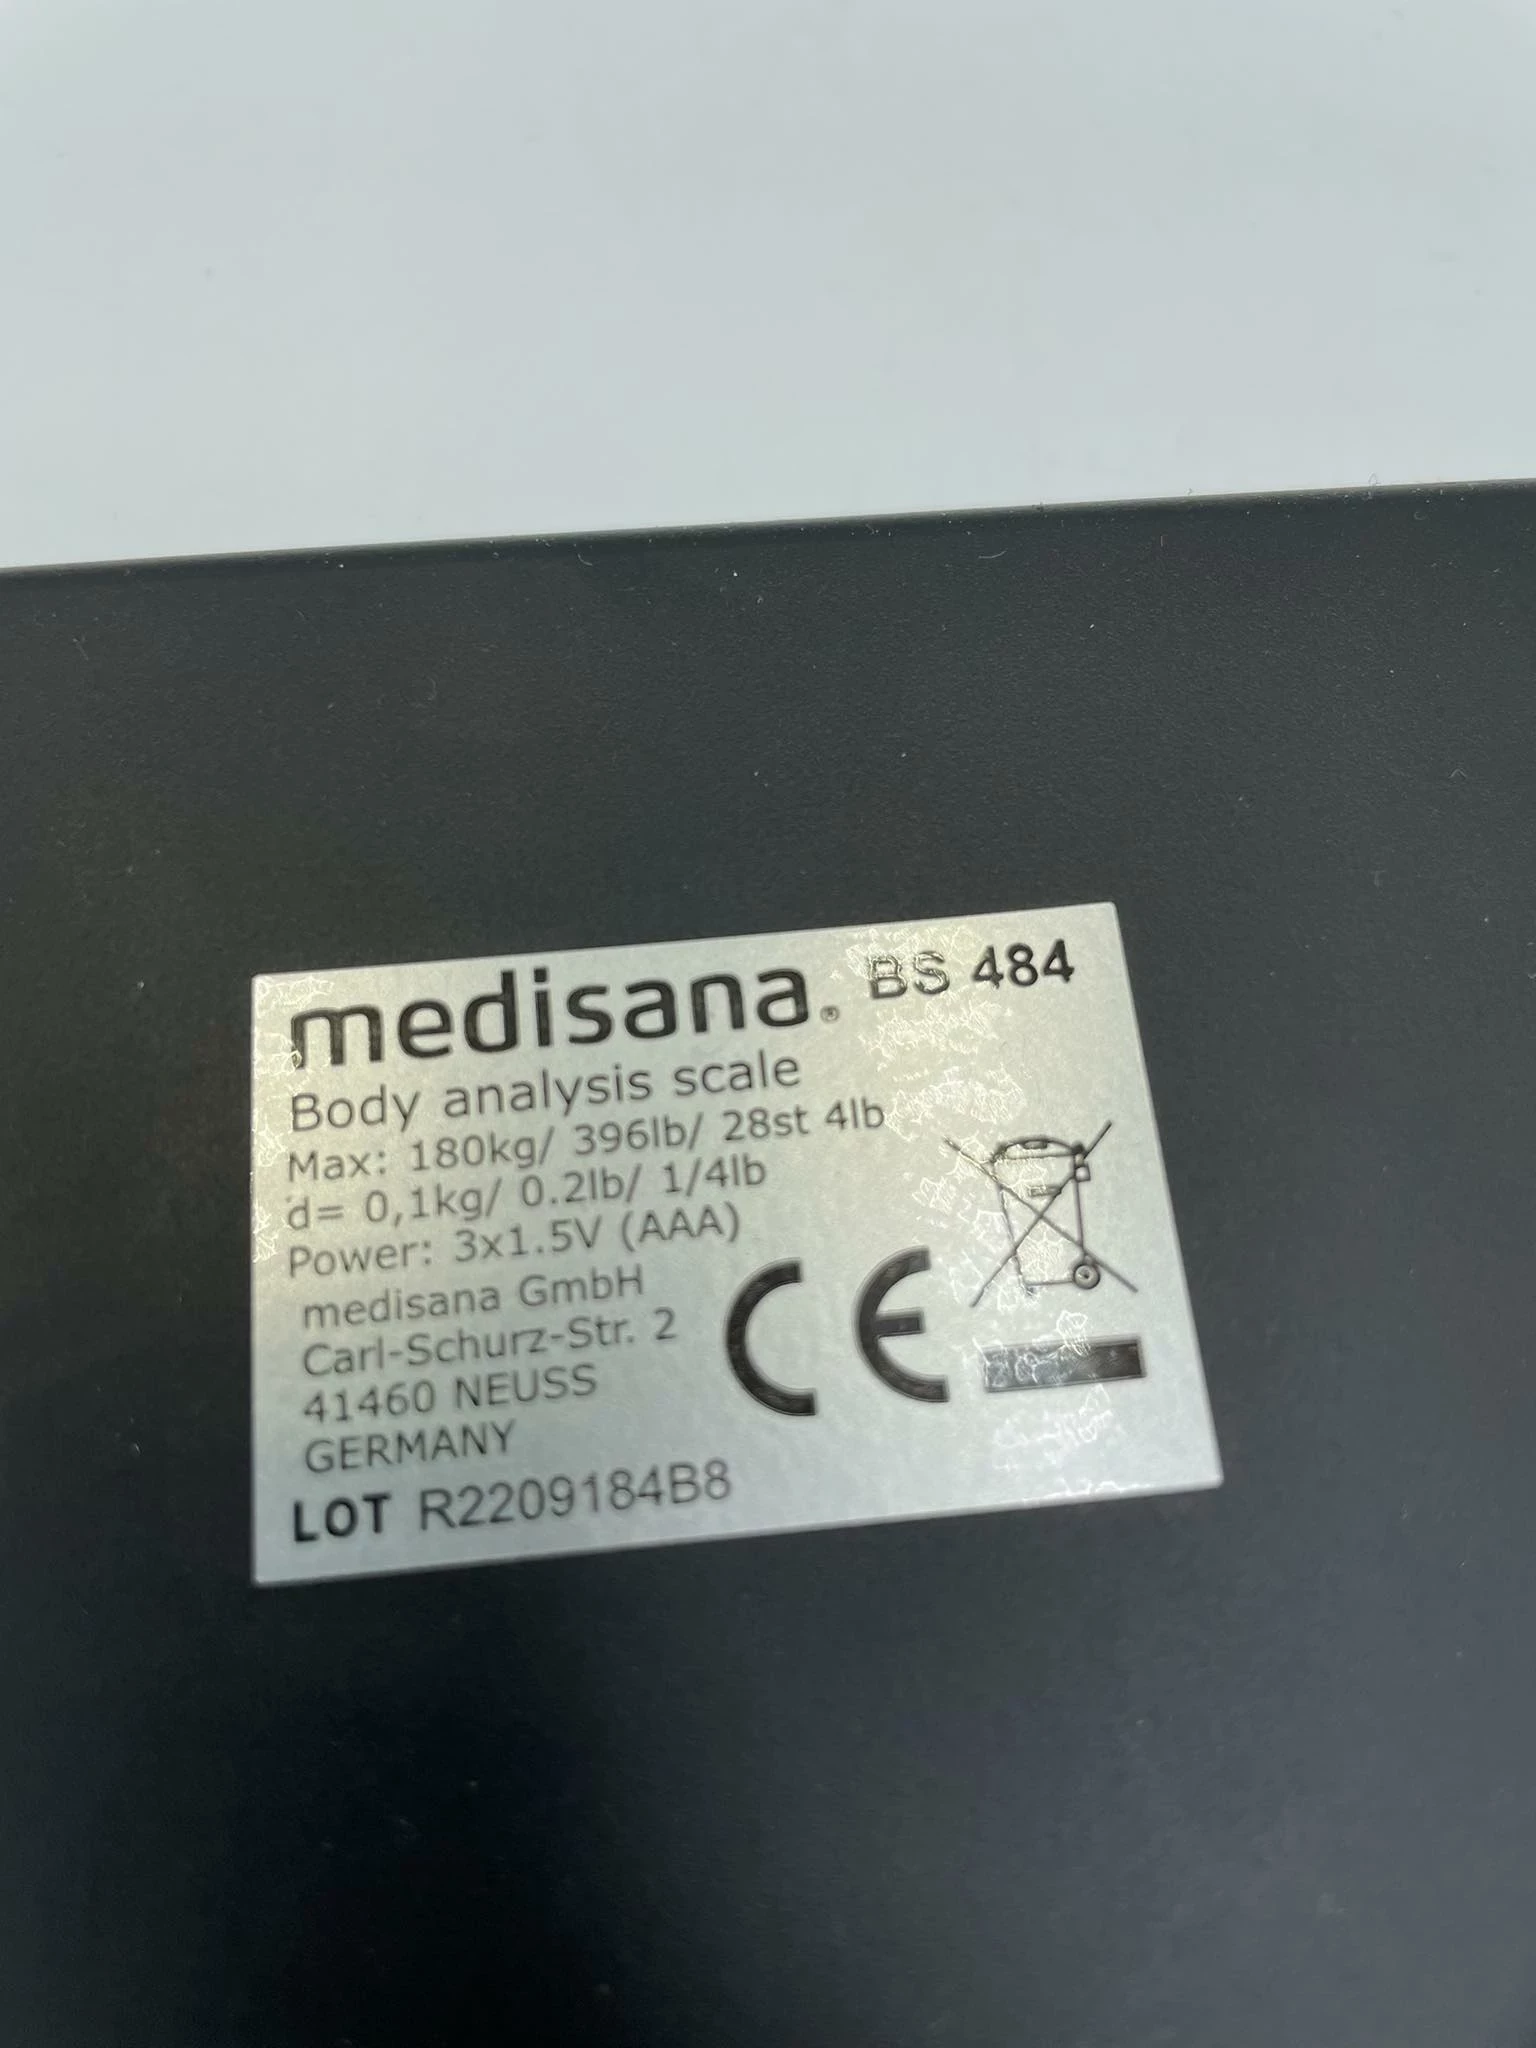 medisana® BS 484
Body analysis scale
Max: 180kg/ 396lb/ 28st 4lb
d= 0,1kg/ 0.2lb/ 1/4lb
Power: 3x1.5V (AAA)
medisana GmbH
Carl-Schurz-Str. 2
41460 NEUSS
GERMANY
CE
LOT R2209184B8